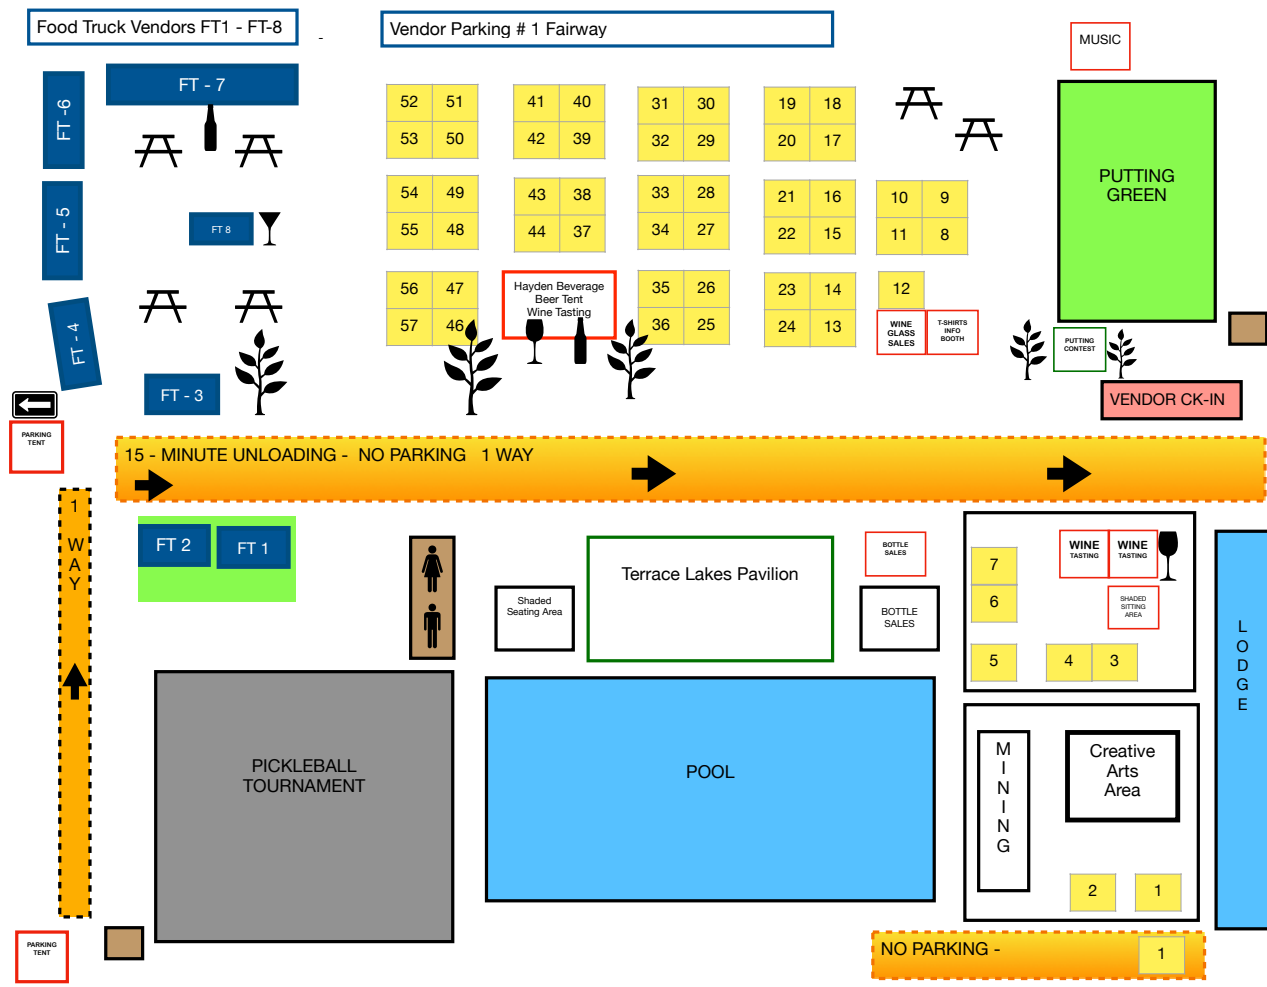 Food Truck Vendors FT1 - FT-8
-
Vendor Parking # 1 Fairway
MUSIC
FT -6
FT - 7
52 51
53 50
41 40
42 39
31 30
32 29
19 18
20 17
PUTTING
GREEN
FT - 5
FT 8
54 49
55 48
43 38
44 37
33 28
34 27
21 16
22 15
10 9
11 8
56 47
57 46
Hayden Beverage
Beer Tent
Wine Tasting
35 26
36 25
23 14
24 13
12
WINE
GLASS
SALES
T-SHIRTS
INFO
BOOTH
PUTTING
CONTEST
FT - 4
FT - 3
VENDOR CK-IN
PARKING
TENT
15 - MINUTE UNLOADING - NO PARKING 1 WAY
1
W
A
Y
FT 2
FT 1
Shaded
Seating Area
Terrace Lakes Pavilion
BOTTLE
SALES
BOTTLE
SALES
7
6
5
4 3
WINE
TASTING
WINE
TASTING
SHADED
SITTING
AREA
L
O
D
G
E
PICKLEBALL
TOURNAMENT
POOL
M
I
N
I
N
G
Creative
Arts
Area
2
1
PARKING
TENT
NO PARKING -
1